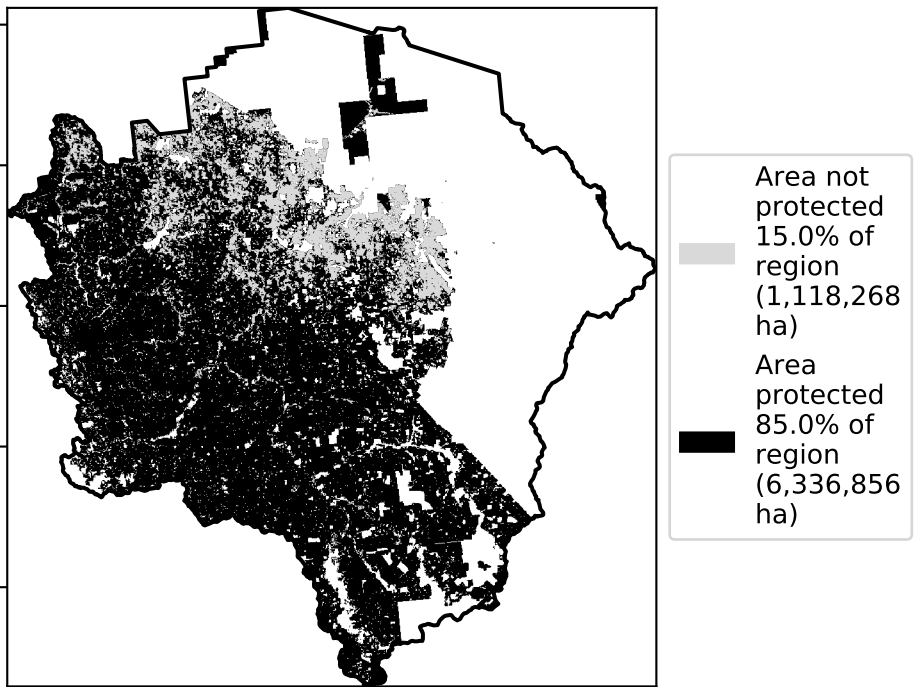 Area not
protected
15.0% of
region
(1,118,268
ha)
Area
protected
85.0% of
region
(6,336,856
ha)